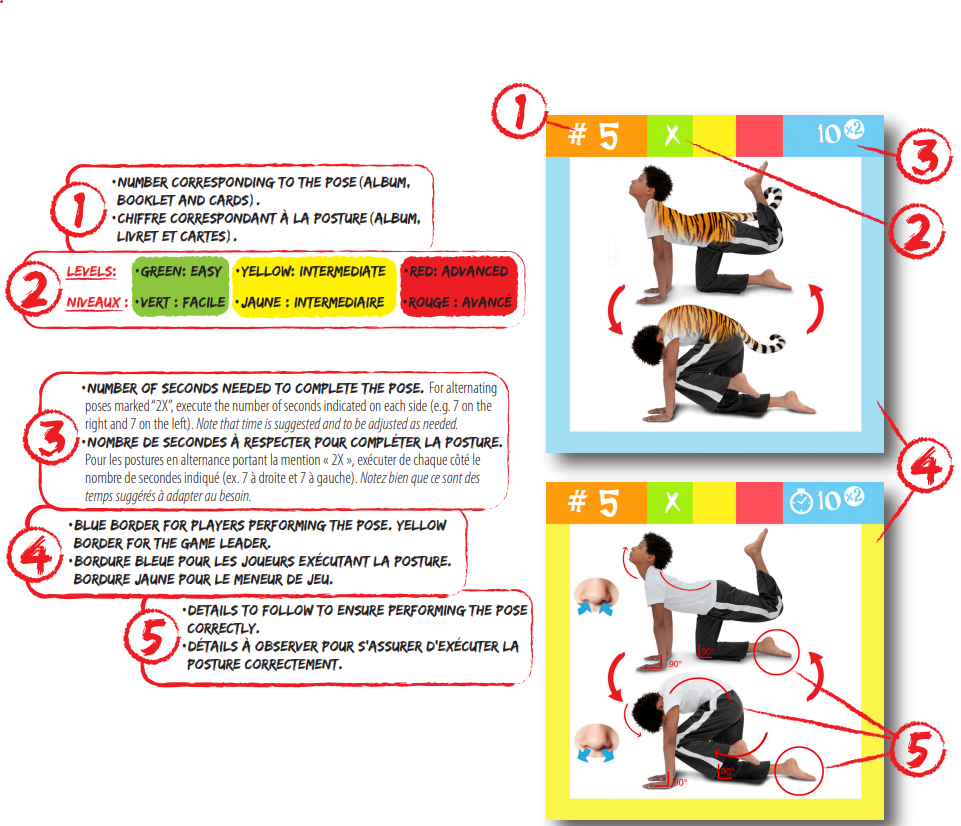 1
# 5 X 10 x2
3
2
1
•NUMBER CORRESPONDING TO THE POSE (ALBUM,
BOOKLET AND CARDS).
•CHIFFRE CORRESPONDANT À LA POSTURE (ALBUM,
LIVRET ET CARTES).
2
LEVELS: •GREEN: EASY •YELLOW: INTERMEDIATE •RED: ADVANCED
NIVEAUX : •VERT : FACILE •JAUNE : INTERMEDIAIRE •ROUGE : AVANCÉ
3
•NUMBER OF SECONDS NEEDED TO COMPLETE THE POSE. For alternating
poses marked “2X”, execute the number of seconds indicated on each side (e.g. 7 on the
right and 7 on the left). Note that time is suggested and to be adjusted as needed.
•NOMBRE DE SECONDES À RESPECTER POUR COMPLÉTER LA POSTURE.
Pour les postures en alternance portant la mention « 2X », exécuter de chaque côté le
nombre de secondes indiqué (ex. 7 à droite et 7 à gauche). Notez bien que ce sont des
temps suggérés à adapter au besoin.
4
•BLUE BORDER FOR PLAYERS PERFORMING THE POSE. YELLOW
BORDER FOR THE GAME LEADER.
•BORDURE BLEUE POUR LES JOUEURS EXÉCUTANT LA POSTURE.
BORDURE JAUNE POUR LE MENEUR DE JEU.
5
•DETAILS TO FOLLOW TO ENSURE PERFORMING THE POSE
CORRECTLY.
•DÉTAILS À OBSERVER POUR S'ASSURER D'EXÉCUTER LA
POSTURE CORRECTEMENT.
4
# 5 X 10 x2
90° 90°
90° 90°
5